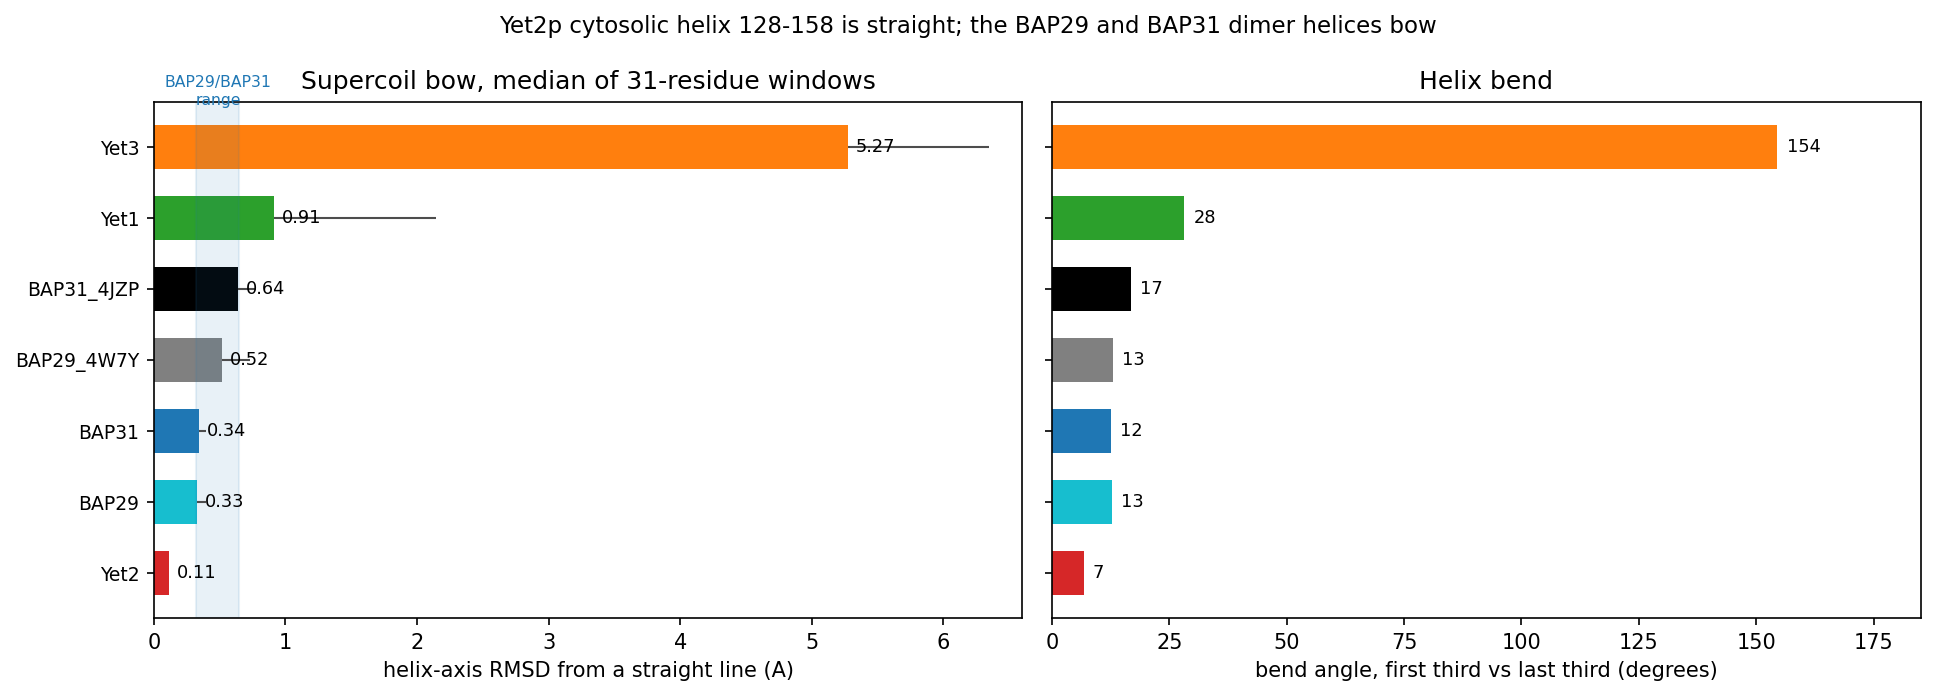 Yet2p cytosolic helix 128-158 is straight; the BAP29 and BAP31 dimer helices bow
BAP29/BAP31
range
Supercoil bow, median of 31-residue windows
Yet3
5.27
Yet1
0.91
BAP31_4JZP
0.64
BAP29_4W7Y
0.52
BAP31
0.34
BAP29
0.33
Yet2
0.11
0 1 2 3 4 5 6
helix-axis RMSD from a straight line (A)
Helix bend
154
28
17
13
12
13
7
0 25 50 75 100 125 150 175
bend angle, first third vs last third (degrees)